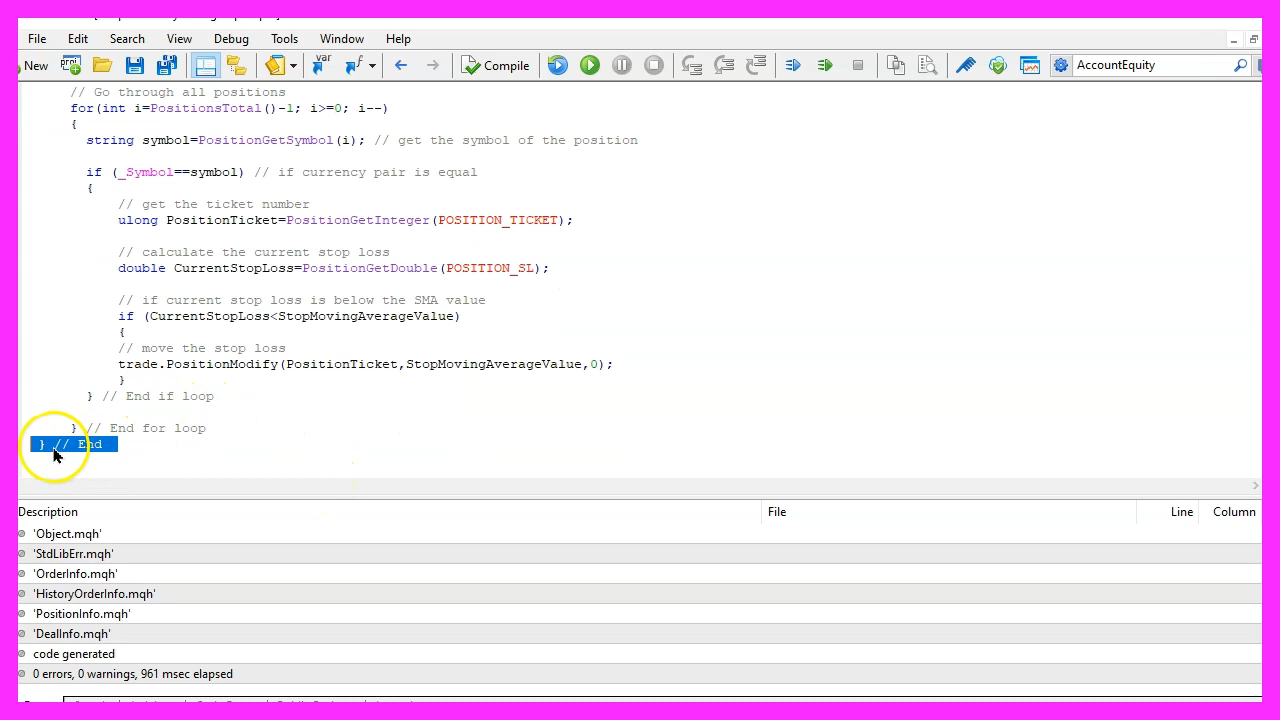 File Edit Search View Debug Tools Window Help
New Compile AccountEquity
// Go through all positions
for(int i=PositionsTotal()-1; i>=0; i--)
{
string symbol=PositionGetSymbol(i); // get the symbol of the position
if (_Symbol==symbol) // if currency pair is equal
{
// get the ticket number
ulong PositionTicket=PositionGetInteger(POSITION_TICKET);
// calculate the current stop loss
double CurrentStopLoss=PositionGetDouble(POSITION_SL);
// if current stop loss is below the SMA value
if (CurrentStopLoss<StopMovingAverageValue)
{
// move the stop loss
trade.PositionModify(PositionTicket,StopMovingAverageValue,0);
}
} // End if loop
} // End for loop
} // End
Description File Line Column
'Object.mqh'
'StdLibErr.mqh'
'OrderInfo.mqh'
'HistoryOrderInfo.mqh'
'PositionInfo.mqh'
'DealInfo.mqh'
code generated
0 errors, 0 warnings, 961 msec elapsed